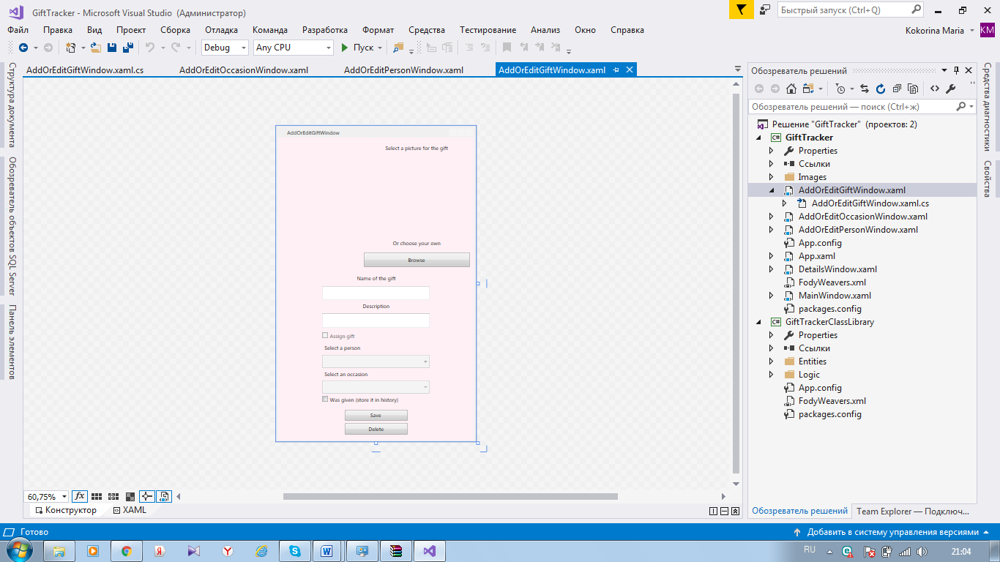 GiftTracker - Microsoft Visual Studio (Администратор)
Быстрый запуск (Ctrl+Q)
Файл Правка Вид Проект Сборка Отладка Команда Разработка Формат Средства Тестирование Анализ Окно Справка
Kokorina Maria KM
Debug Any CPU Пуск
AddOrEditGiftWindow.xaml.cs AddOrEditOccasionWindow.xaml AddOrEditPersonWindow.xaml AddOrEditGiftWindow.xaml
Структура документа
Обозреватель объектов SQL Server
Панель элементов
AddOrEditGiftWindow
Select a picture for the gift
Or choose your own
Browse
Name of the gift
Description
Assign gift
Select a person
Select an occasion
Was given (store it in history)
Save
Delete
60,75% fx
Конструктор XAML
Обозреватель решений
Обозреватель решений — поиск (Ctrl+ж)
Решение "GiftTracker" (проектов: 2)
C# GiftTracker
Properties
Ссылки
Images
AddOrEditGiftWindow.xaml
AddOrEditGiftWindow.xaml.cs
AddOrEditOccasionWindow.xaml
AddOrEditPersonWindow.xaml
App.config
App.xaml
DetailsWindow.xaml
FodyWeavers.xml
MainWindow.xaml
packages.config
C# GiftTrackerClassLibrary
Properties
Ссылки
Entities
Logic
App.config
FodyWeavers.xml
packages.config
Обозреватель решений Team Explorer — Подключ...
Средства диагностики
Свойства
Готово
Добавить в систему управления версиями
RU
21:04